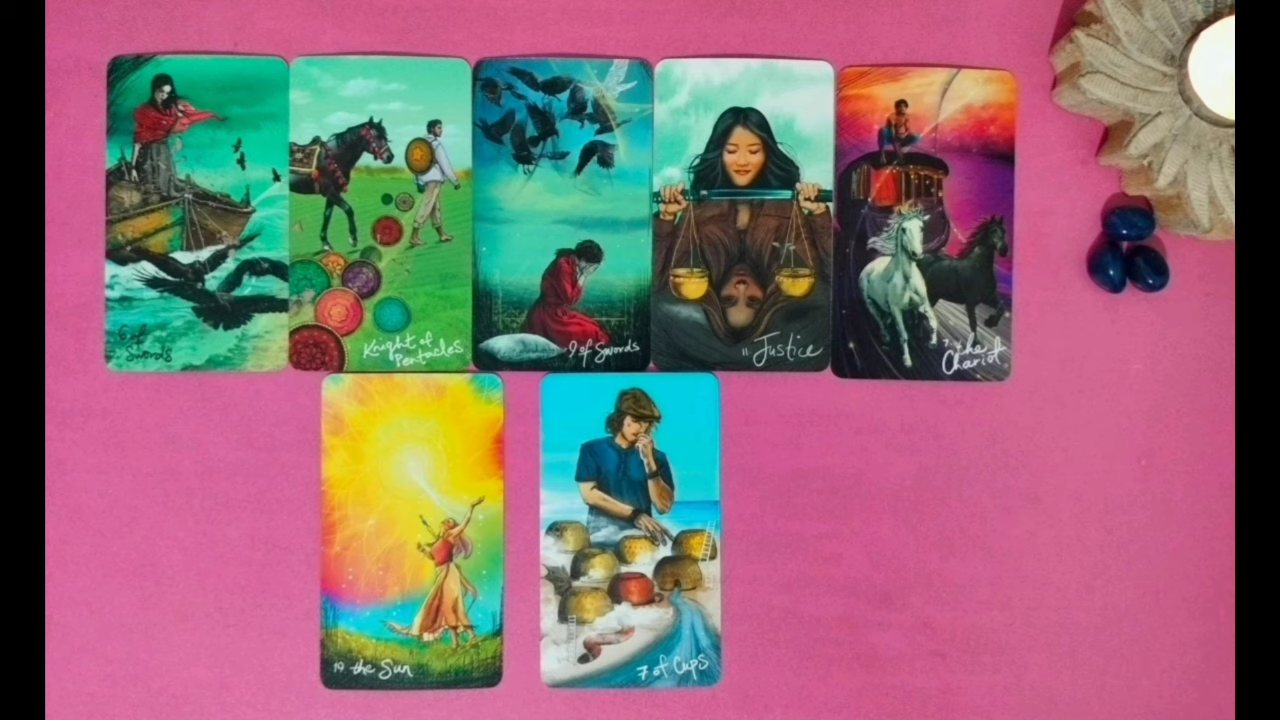 6 of
Swords
Knight of
Pentacles
9 of Swords
11 Justice
7. the
Chariot
19 the Sun
7 of Cups